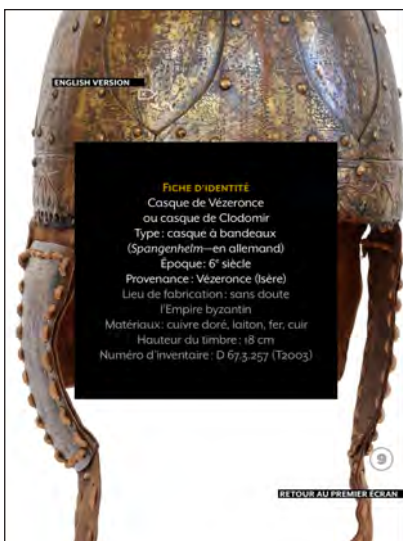 ENGLISH VERSION
FICHE D'IDENTITÉ
Casque de Vézeronce
ou casque de Clodomir
Type : casque à bandeaux
(Spangenhelm—en allemand)
Époque : 6e siècle
Provenance : Vézeronce (Isère)
Lieu de fabrication : sans doute
l'Empire byzantin
Matériaux : cuivre doré, laiton, fer, cuir
Hauteur du timbre : 18 cm
Numéro d'inventaire : D 67.3.257 (T2003)
9
RETOUR AU PREMIER ÉCRAN